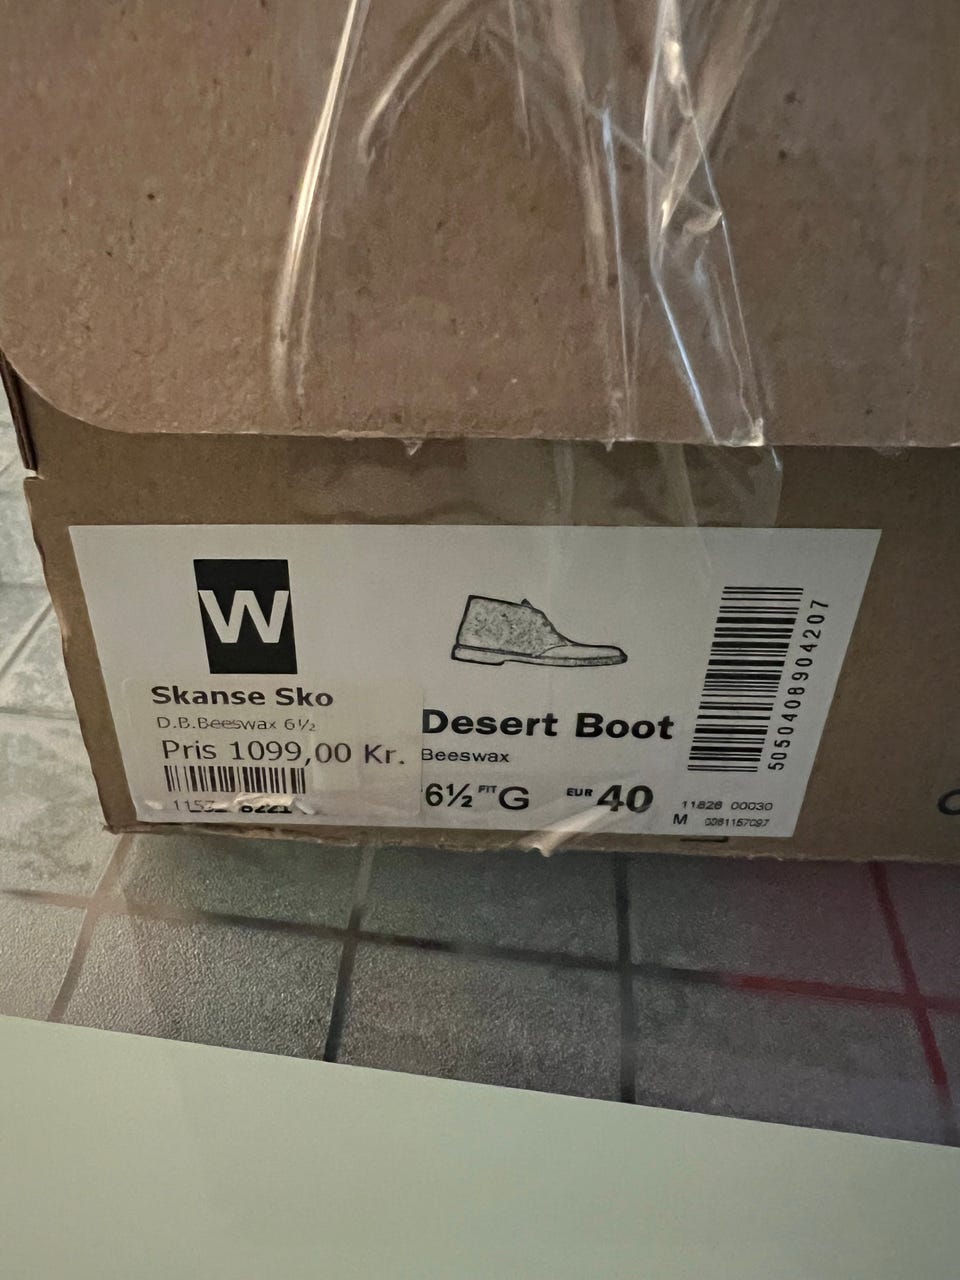 W
Skanse Sko
D.B.Beeswax 6½
Pris 1099,00 Kr.
Desert Boot
Beeswax
6½ FIT G EUR 40
11826 00030
M
5050408904207